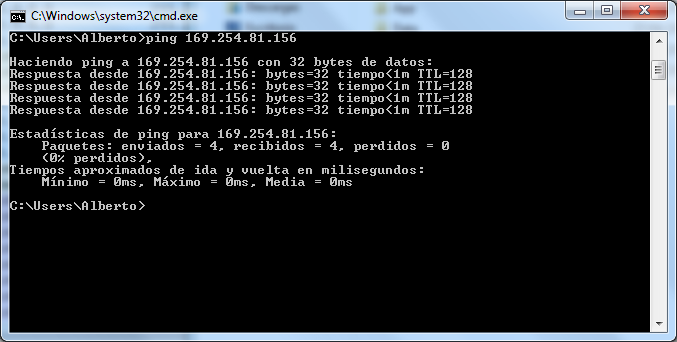 C:\Windows\system32\cmd.exe
C:\Users\Alberto>ping 169.254.81.156
Haciendo ping a 169.254.81.156 con 32 bytes de datos:
Respuesta desde 169.254.81.156: bytes=32 tiempo<1m TTL=128
Respuesta desde 169.254.81.156: bytes=32 tiempo<1m TTL=128
Respuesta desde 169.254.81.156: bytes=32 tiempo<1m TTL=128
Respuesta desde 169.254.81.156: bytes=32 tiempo<1m TTL=128
Estadísticas de ping para 169.254.81.156:
Paquetes: enviados = 4, recibidos = 4, perdidos = 0
(0% perdidos),
Tiempos aproximados de ida y vuelta en milisegundos:
Mínimo = 0ms, Máximo = 0ms, Media = 0ms
C:\Users\Alberto>